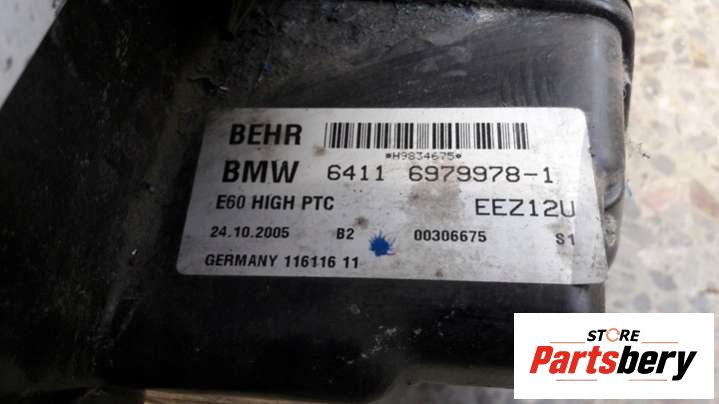 BEHR
*H9834675*
BMW 6411 6979978-1
E60 HIGH PTC EEZ12U
24.10.2005 B2 00306675 S1
GERMANY 116116 11
STORE
Partsbery